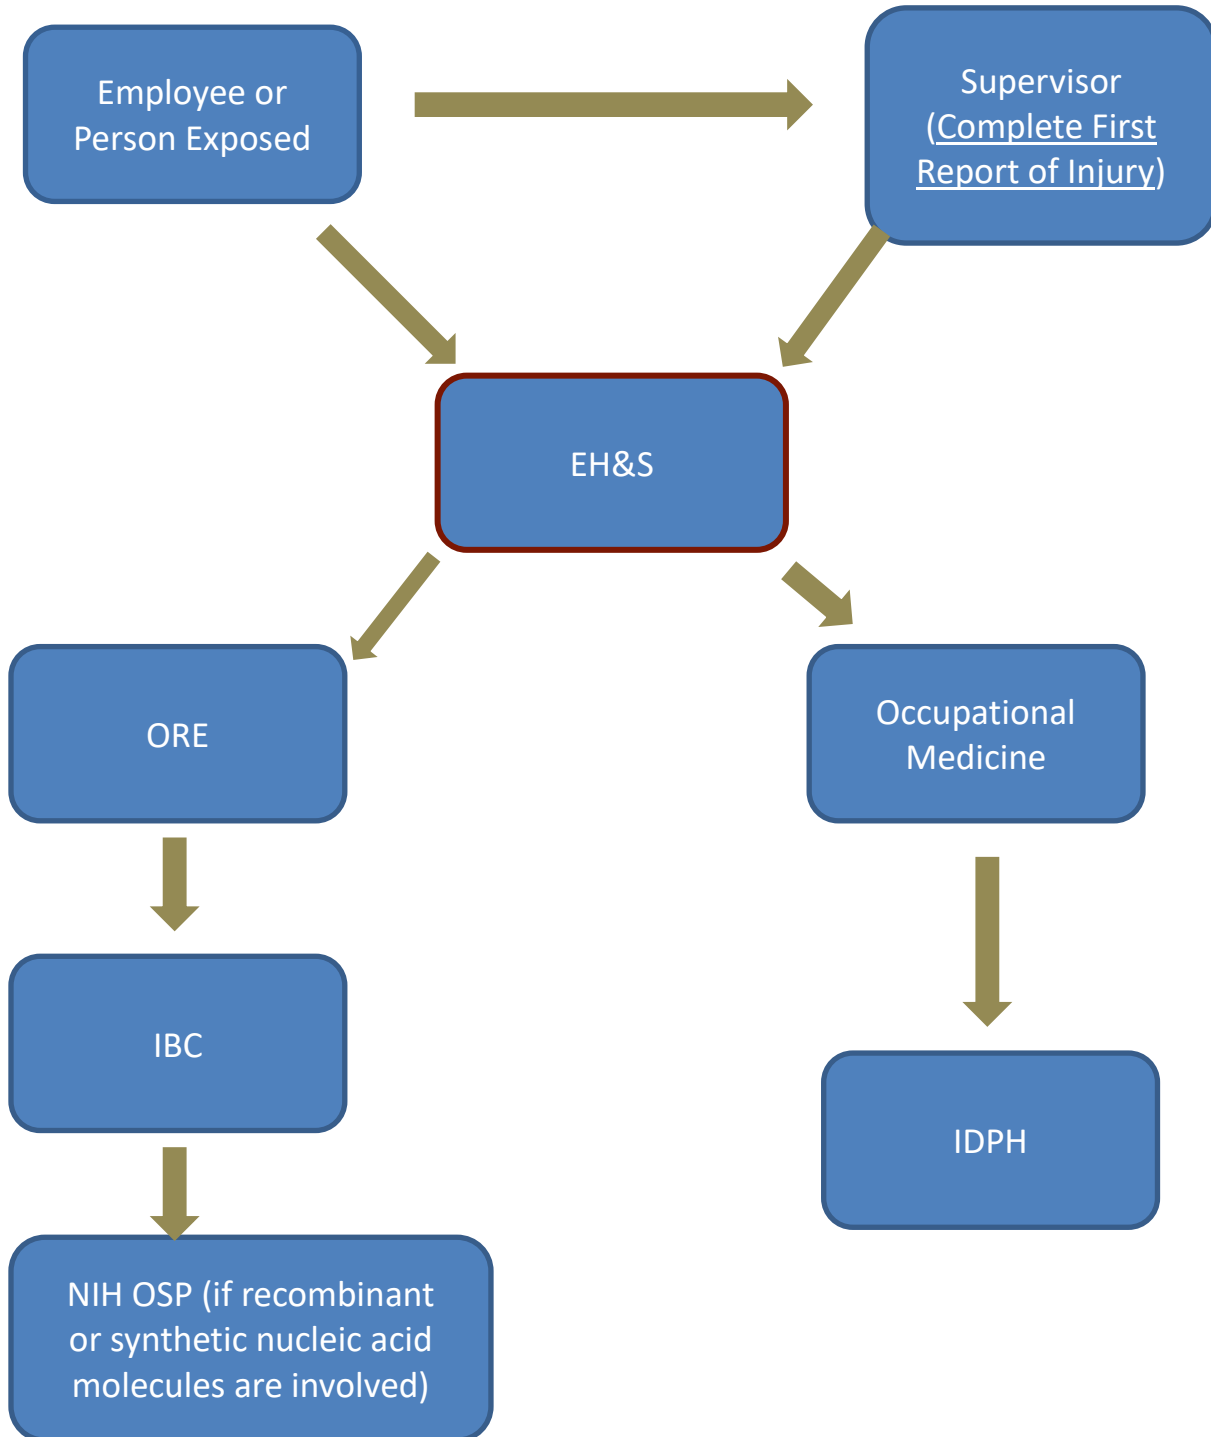 Employee or
Person Exposed
Supervisor
(Complete First
Report of Injury)
EH&S
ORE
Occupational
Medicine
IBC
IDPH
NIH OSP (if recombinant
or synthetic nucleic acid
molecules are involved)